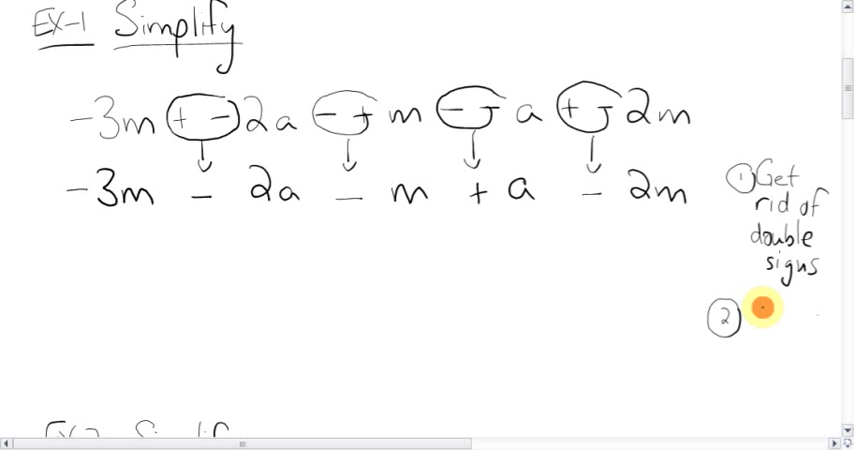 EX-1 Simplify
-3m + - 2a - + m - - a + - 2m
-3m - 2a - m + a - 2m
① Get
rid of
double
signs
②